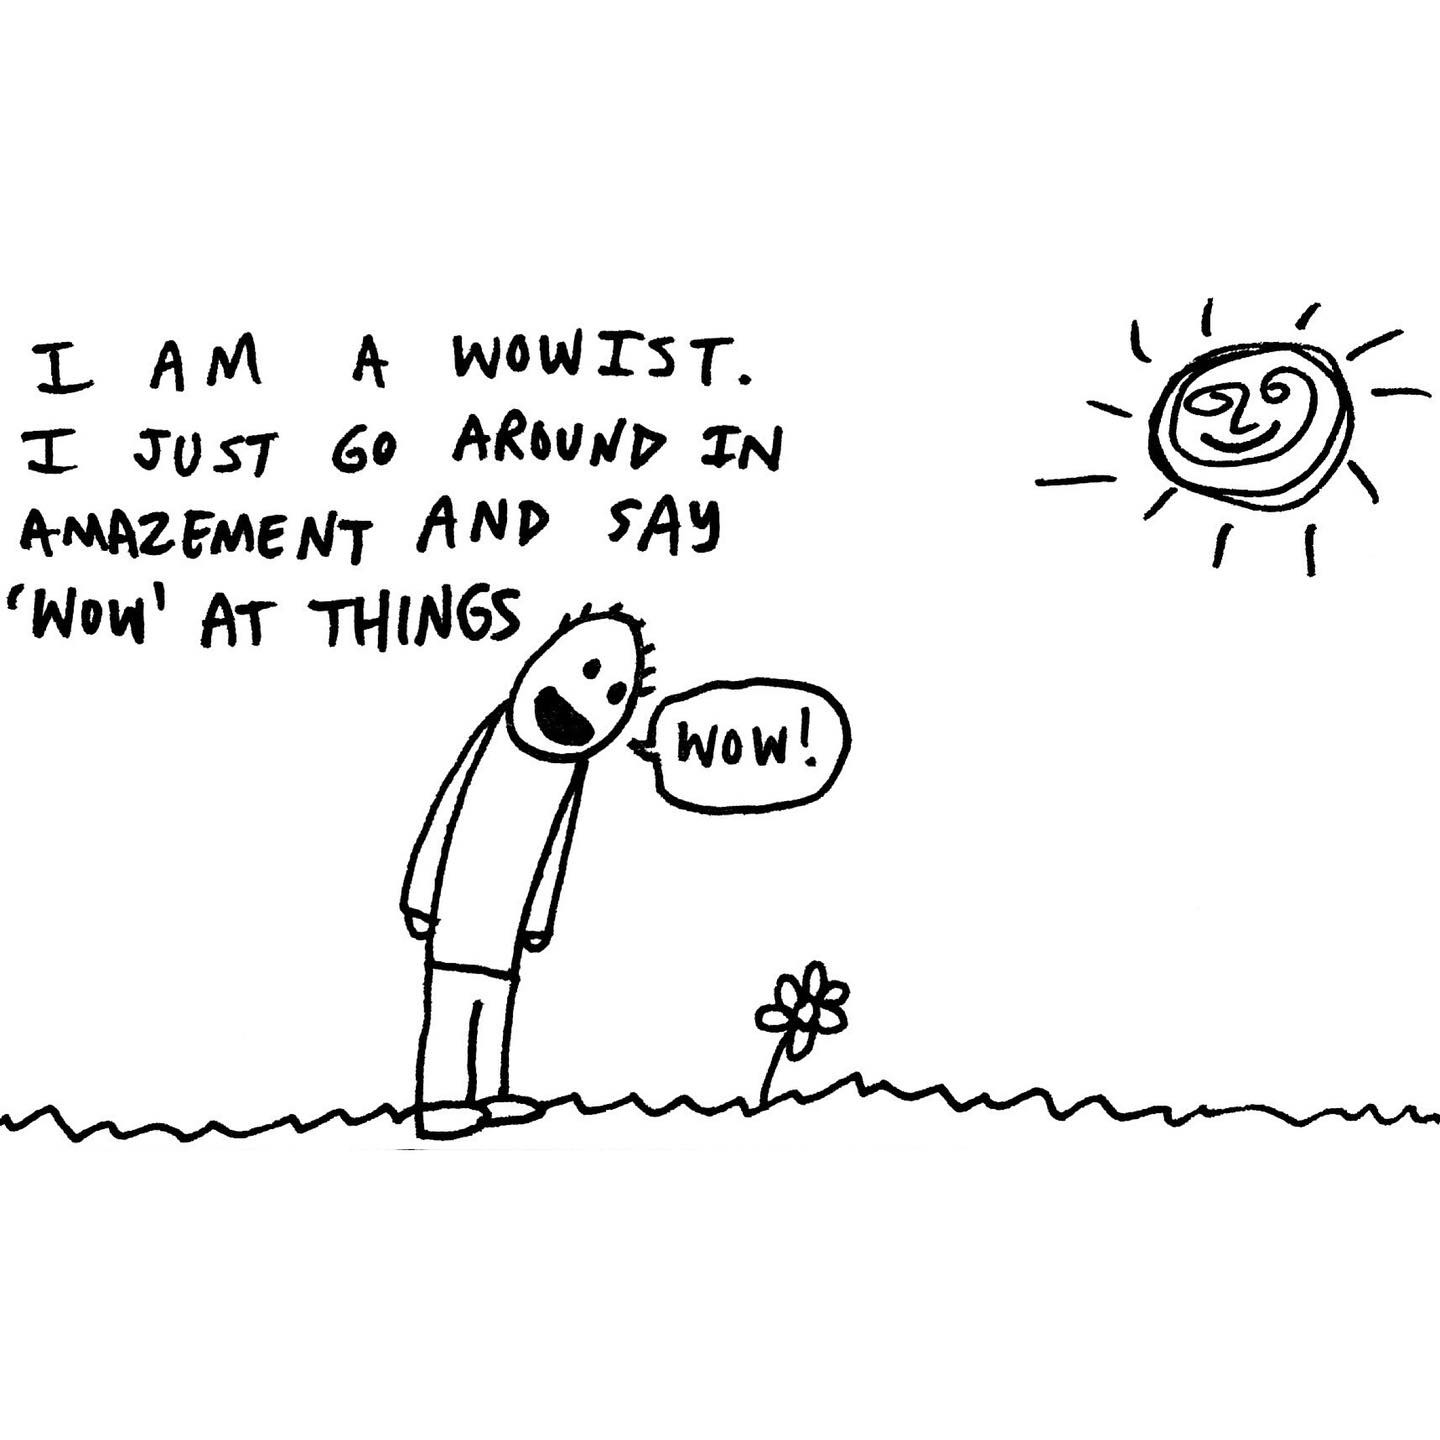 I AM A WOWIST.
I JUST GO AROUND IN
AMAZEMENT AND SAY
'WOW' AT THINGS
WOW!